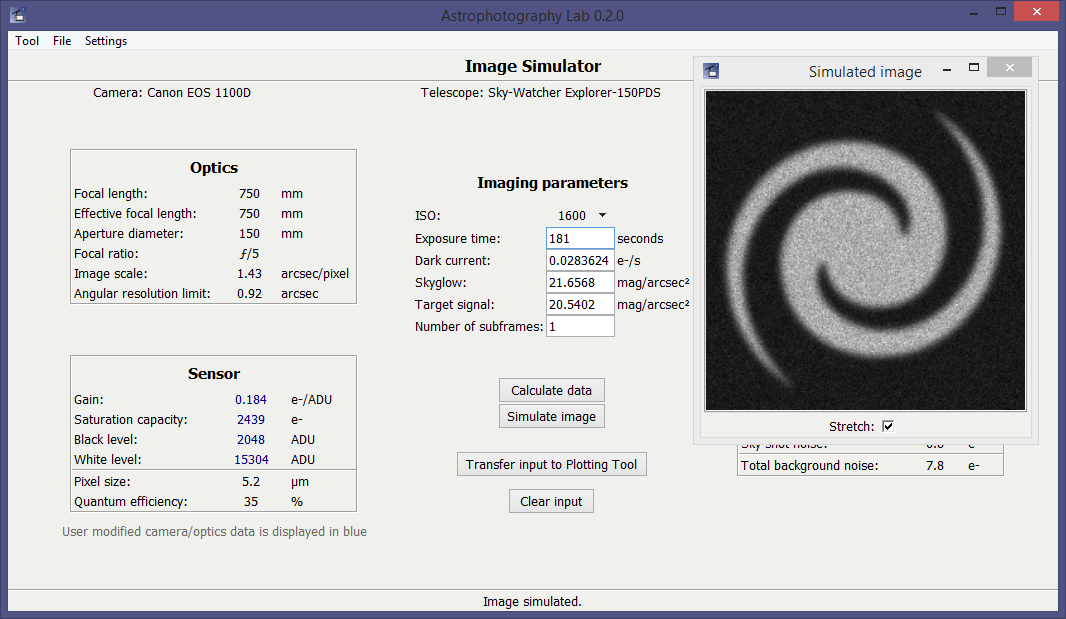 Astrophotography Lab 0.2.0
Tool File Settings
Image Simulator
Camera: Canon EOS 1100D
Telescope: Sky-Watcher Explorer-150PDS
Optics
Focal length: 750 mm
Effective focal length: 750 mm
Aperture diameter: 150 mm
Focal ratio: ƒ/5
Image scale: 1.43 arcsec/pixel
Angular resolution limit: 0.92 arcsec
Sensor
Gain: 0.184 e-/ADU
Saturation capacity: 2439 e-
Black level: 2048 ADU
White level: 15304 ADU
Pixel size: 5.2 µm
Quantum efficiency: 35 %
User modified camera/optics data is displayed in blue
Imaging parameters
ISO: 1600
Exposure time: 181 seconds
Dark current: 0.0283624 e-/s
Skyglow: 21.6568 mag/arcsec²
Target signal: 20.5402 mag/arcsec²
Number of subframes: 1
Calculate data
Simulate image
Transfer input to Plotting Tool
Clear input
Simulated image
Stretch:
Total background noise: 7.8 e-
Image simulated.